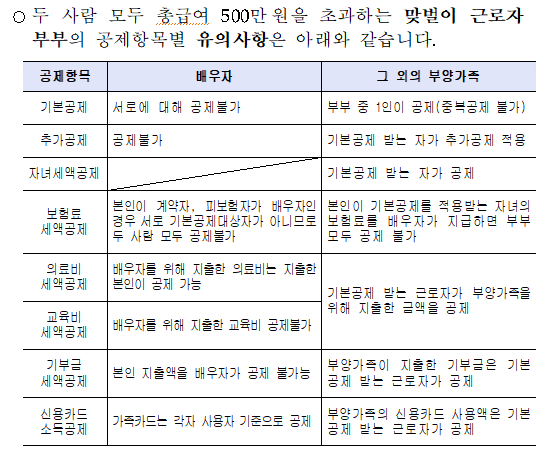 ○ 두 사람 모두 총급여 500만원을 초과하는 맞벌이 근로자
부부의 공제항목별 유의사항은 아래와 같습니다.
공제항목 배우자 그 외의 부양가족
기본공제 서로에 대해 공제불가 부부 중 1인이 공제(중복공제 불가)
추가공제 공제불가 기본공제 받는 자가 추가공제 적용
자녀세액공제 기본공제 받는 자가 공제
보험료
세액공제
본인이 계약자, 피보험자가 배우자인
경우 서로 기본공제대상자가 아니므로
두 사람 모두 공제불가
본인이 기본공제를 적용받는 자녀의
보험료를 배우자가 지급하면 부부
모두 공제 불가
의료비
세액공제
배우자를 위해 지출한 의료비는 지출한
본인이 공제 가능
기본공제 받는 근로자가 부양가족을
위해 지출한 금액을 공제
교육비
세액공제
배우자를 위해 지출한 교육비 공제불가
기부금
세액공제
본인 지출액을 배우자가 공제 불가능
부양가족이 지출한 기부금은 기본
공제 받는 근로자가 공제
신용카드
소득공제
가족카드는 각자 사용자 기준으로 공제
부양가족의 신용카드 사용액은 기본
공제 받는 근로자가 공제